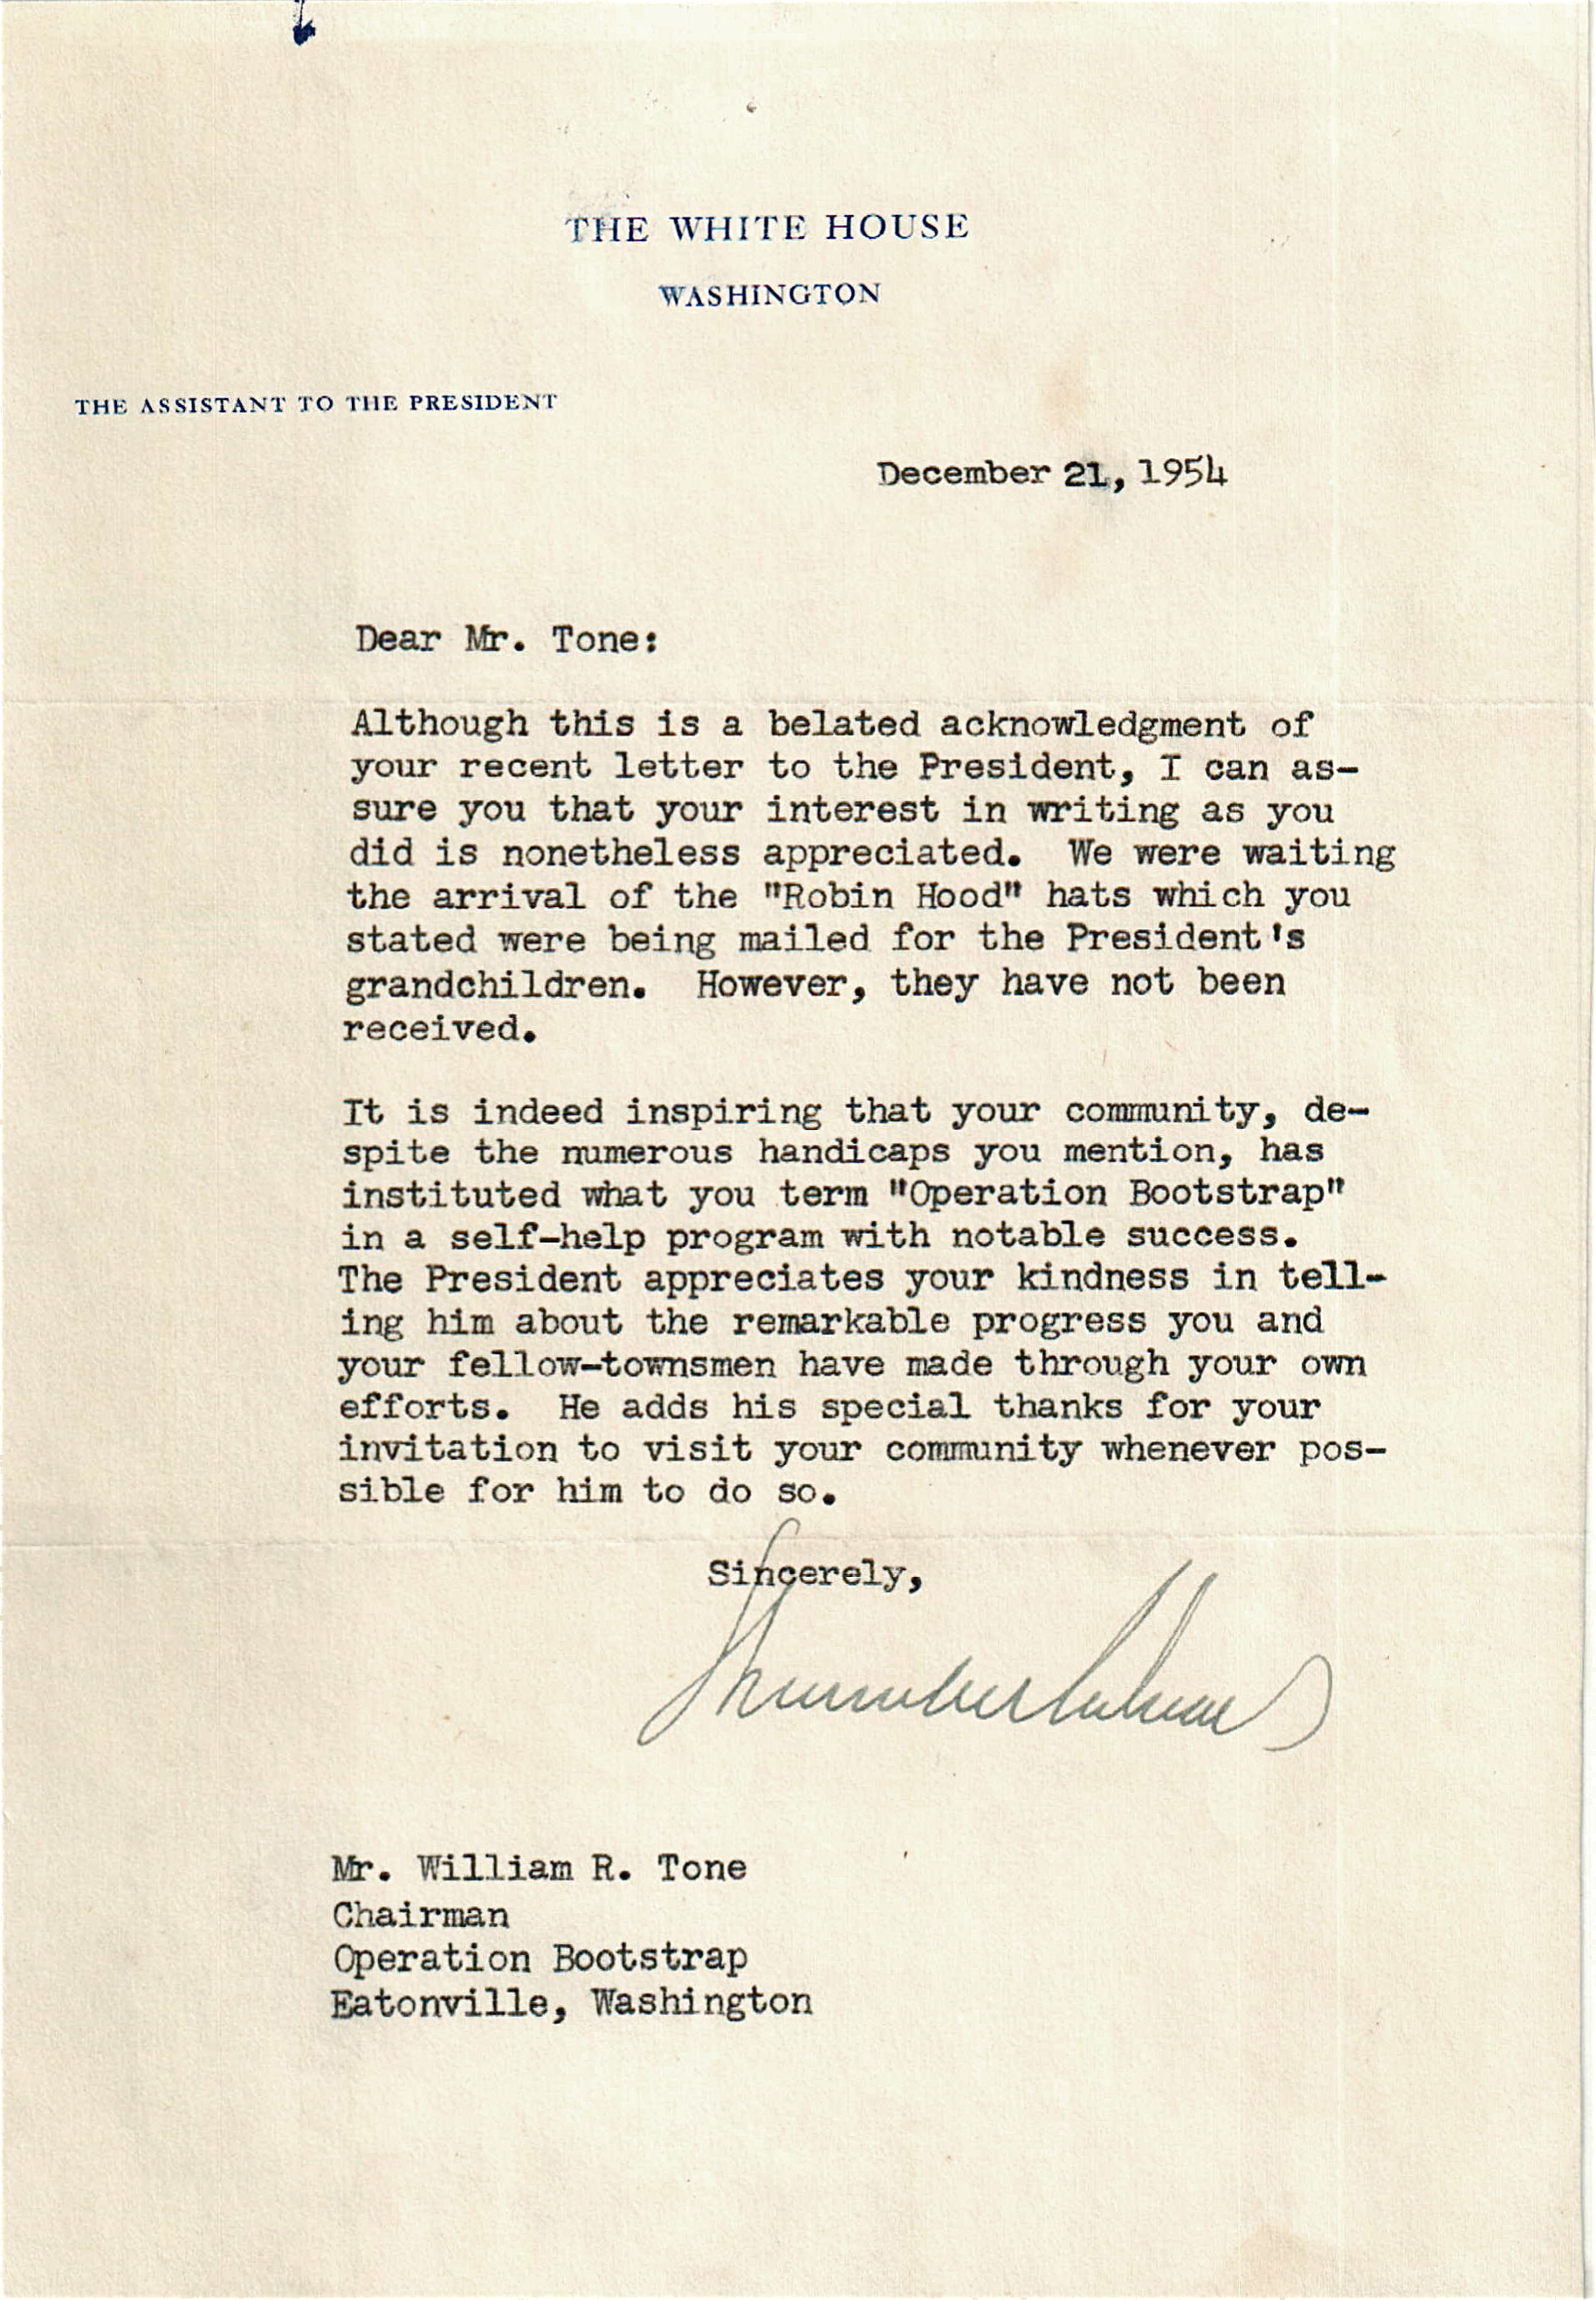 THE WHITE HOUSE
WASHINGTON
THE ASSISTANT TO THE PRESIDENT
December 21, 1954
Dear Mr. Tone:
Although this is a belated acknowledgment of
your recent letter to the President, I can as-
sure you that your interest in writing as you
did is nonetheless appreciated. We were waiting
the arrival of the "Robin Hood" hats which you
stated were being mailed for the President's
grandchildren. However, they have not been
received.
It is indeed inspiring that your community, de-
spite the numerous handicaps you mention, has
instituted what you term "Operation Bootstrap"
in a self-help program with notable success.
The President appreciates your kindness in tell-
ing him about the remarkable progress you and
your fellow-townsmen have made through your own
efforts. He adds his special thanks for your
invitation to visit your community whenever pos-
sible for him to do so.
Sincerely,
Mr. William R. Tone
Chairman
Operation Bootstrap
Eatonville, Washington